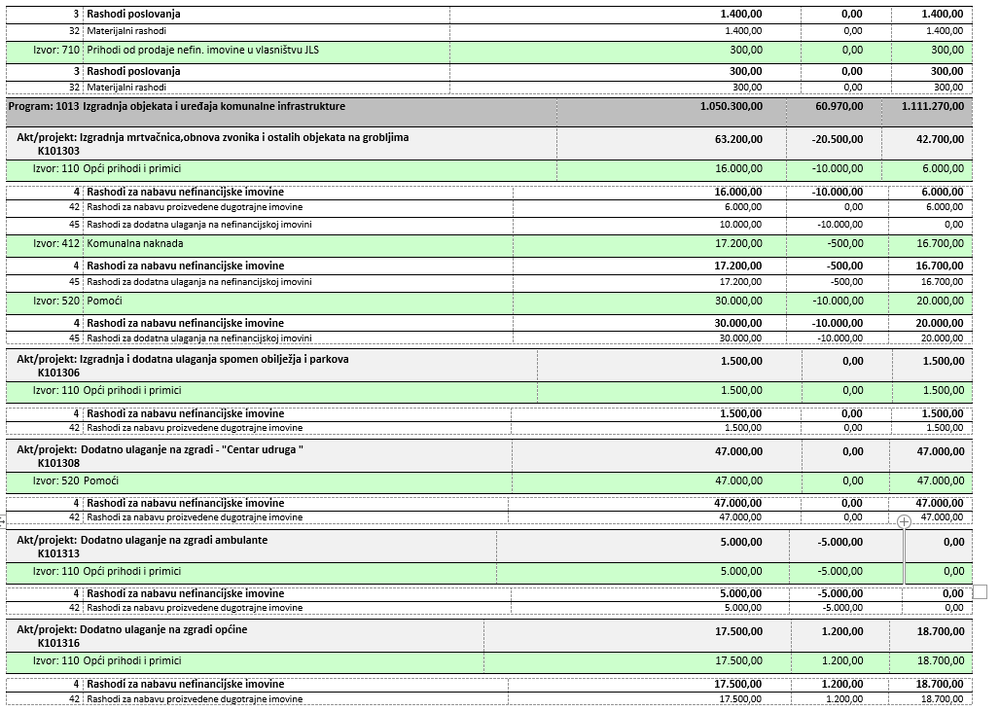 3 Rashodi poslovanja 1.400,00 0,00 1.400,00
32 Materijalni rashodi 1.400,00 0,00 1.400,00
Izvor: 710 Prihodi od prodaje nefin. imovine u vlasništvu JLS 300,00 0,00 300,00
3 Rashodi poslovanja 300,00 0,00 300,00
32 Materijalni rashodi 300,00 0,00 300,00
Program: 1013 Izgradnja objekata i uređaja komunalne infrastrukture 1.050.300,00 60.970,00 1.111.270,00
Akt/projekt: Izgradnja mrtvačnica,obnova zvonika i ostalih objekata na grobljima 63.200,00 -20.500,00 42.700,00
K101303
Izvor: 110 Opći prihodi i primici 16.000,00 -10.000,00 6.000,00
4 Rashodi za nabavu nefinancijske imovine 16.000,00 -10.000,00 6.000,00
42 Rashodi za nabavu proizvedene dugotrajne imovine 6.000,00 0,00 6.000,00
45 Rashodi za dodatna ulaganja na nefinancijskoj imovini 10.000,00 -10.000,00 0,00
Izvor: 412 Komunalna naknada 17.200,00 -500,00 16.700,00
4 Rashodi za nabavu nefinancijske imovine 17.200,00 -500,00 16.700,00
45 Rashodi za dodatna ulaganja na nefinancijskoj imovini 17.200,00 -500,00 16.700,00
Izvor: 520 Pomoći 30.000,00 -10.000,00 20.000,00
4 Rashodi za nabavu nefinancijske imovine 30.000,00 -10.000,00 20.000,00
45 Rashodi za dodatna ulaganja na nefinancijskoj imovini 30.000,00 -10.000,00 20.000,00
Akt/projekt: Izgradnja i dodatna ulaganja spomen obilježja i parkova 1.500,00 0,00 1.500,00
K101306
Izvor: 110 Opći prihodi i primici 1.500,00 0,00 1.500,00
4 Rashodi za nabavu nefinancijske imovine 1.500,00 0,00 1.500,00
42 Rashodi za nabavu proizvedene dugotrajne imovine 1.500,00 0,00 1.500,00
Akt/projekt: Dodatno ulaganje na zgradi - "Centar udruga " 47.000,00 0,00 47.000,00
K101308
Izvor: 520 Pomoći 47.000,00 0,00 47.000,00
4 Rashodi za nabavu nefinancijske imovine 47.000,00 0,00 47.000,00
42 Rashodi za nabavu proizvedene dugotrajne imovine 47.000,00 0,00 47.000,00
Akt/projekt: Dodatno ulaganje na zgradi ambulante 5.000,00 -5.000,00 0,00
K101313
Izvor: 110 Opći prihodi i primici 5.000,00 -5.000,00 0,00
4 Rashodi za nabavu nefinancijske imovine 5.000,00 -5.000,00 0,00
42 Rashodi za nabavu proizvedene dugotrajne imovine 5.000,00 -5.000,00 0,00
Akt/projekt: Dodatno ulaganje na zgradi općine 17.500,00 1.200,00 18.700,00
K101316
Izvor: 110 Opći prihodi i primici 17.500,00 1.200,00 18.700,00
4 Rashodi za nabavu nefinancijske imovine 17.500,00 1.200,00 18.700,00
42 Rashodi za nabavu proizvedene dugotrajne imovine 17.500,00 1.200,00 18.700,00